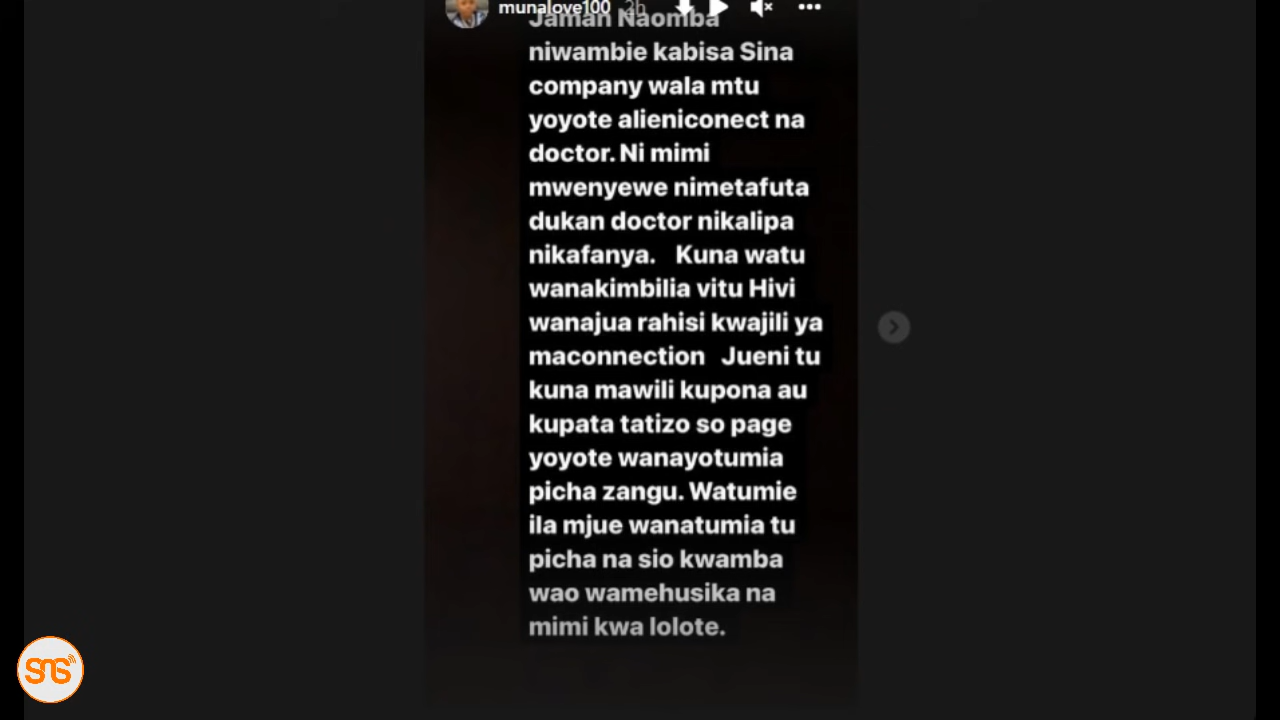 munalove100 2h
Jaman Naomba
niwambie kabisa Sina
company wala mtu
yoyote alieniconect na
doctor. Ni mimi
mwenyewe nimetafuta
dukan doctor nikalipa
nikafanya. Kuna watu
wanakimbilia vitu Hivi
wanajua rahisi kwajili ya
maconnection Jueni tu
kuna mawili kupona au
kupata tatizo so page
yoyote wanayotumia
picha zangu. Watumie
ila mjue wanatumia tu
picha na sio kwamba
wao wamehusika na
mimi kwa lolote.
SNS